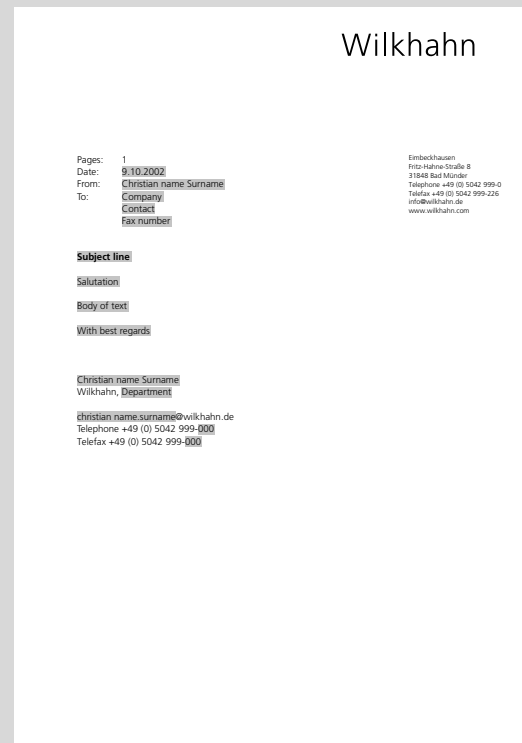 Wilkhahn
Pages: 1
Date: 9.10.2002
From: Christian name Surname
To: Company
Contact
Fax number
Eimbeckhausen
Fritz-Hahne-Straße 8
31848 Bad Münder
Telephone +49 (0) 5042 999-0
Telefax +49 (0) 5042 999-226
info@wilkhahn.de
www.wilkhahn.com
Subject line
Salutation
Body of text
With best regards
Christian name Surname
Wilkhahn, Department
christian name.surname@wilkhahn.de
Telephone +49 (0) 5042 999-000
Telefax +49 (0) 5042 999-000